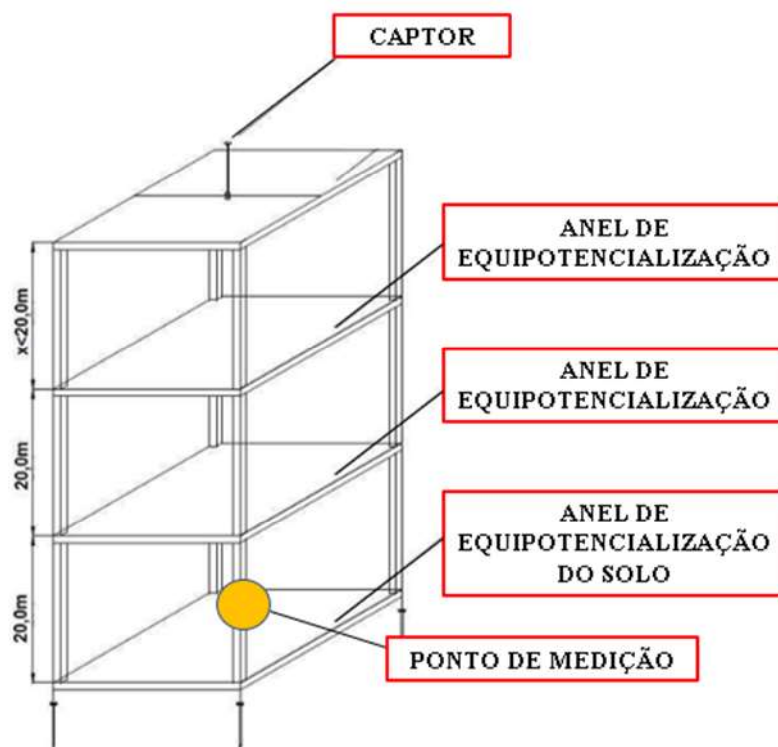 CAPTOR
ANEL DE
EQUIPOTENCIALIZAÇÃO
x<20,0m
ANEL DE
EQUIPOTENCIALIZAÇÃO
20,0m
ANEL DE
EQUIPOTENCIALIZAÇÃO
DO SOLO
20,0m
PONTO DE MEDIÇÃO